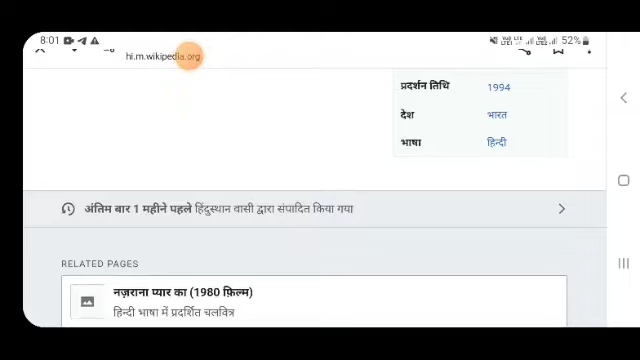 8:01 52%
hi.m.wikipedia.org
प्रदर्शन तिथि 1994
देश भारत
भाषा हिन्दी
अंतिम बार 1 महीने पहले हिंदुस्थान वासी द्वारा संपादित किया गया
RELATED PAGES
नज़राना प्यार का (1980 फ़िल्म)
हिन्दी भाषा में प्रदर्शित चलवित्र